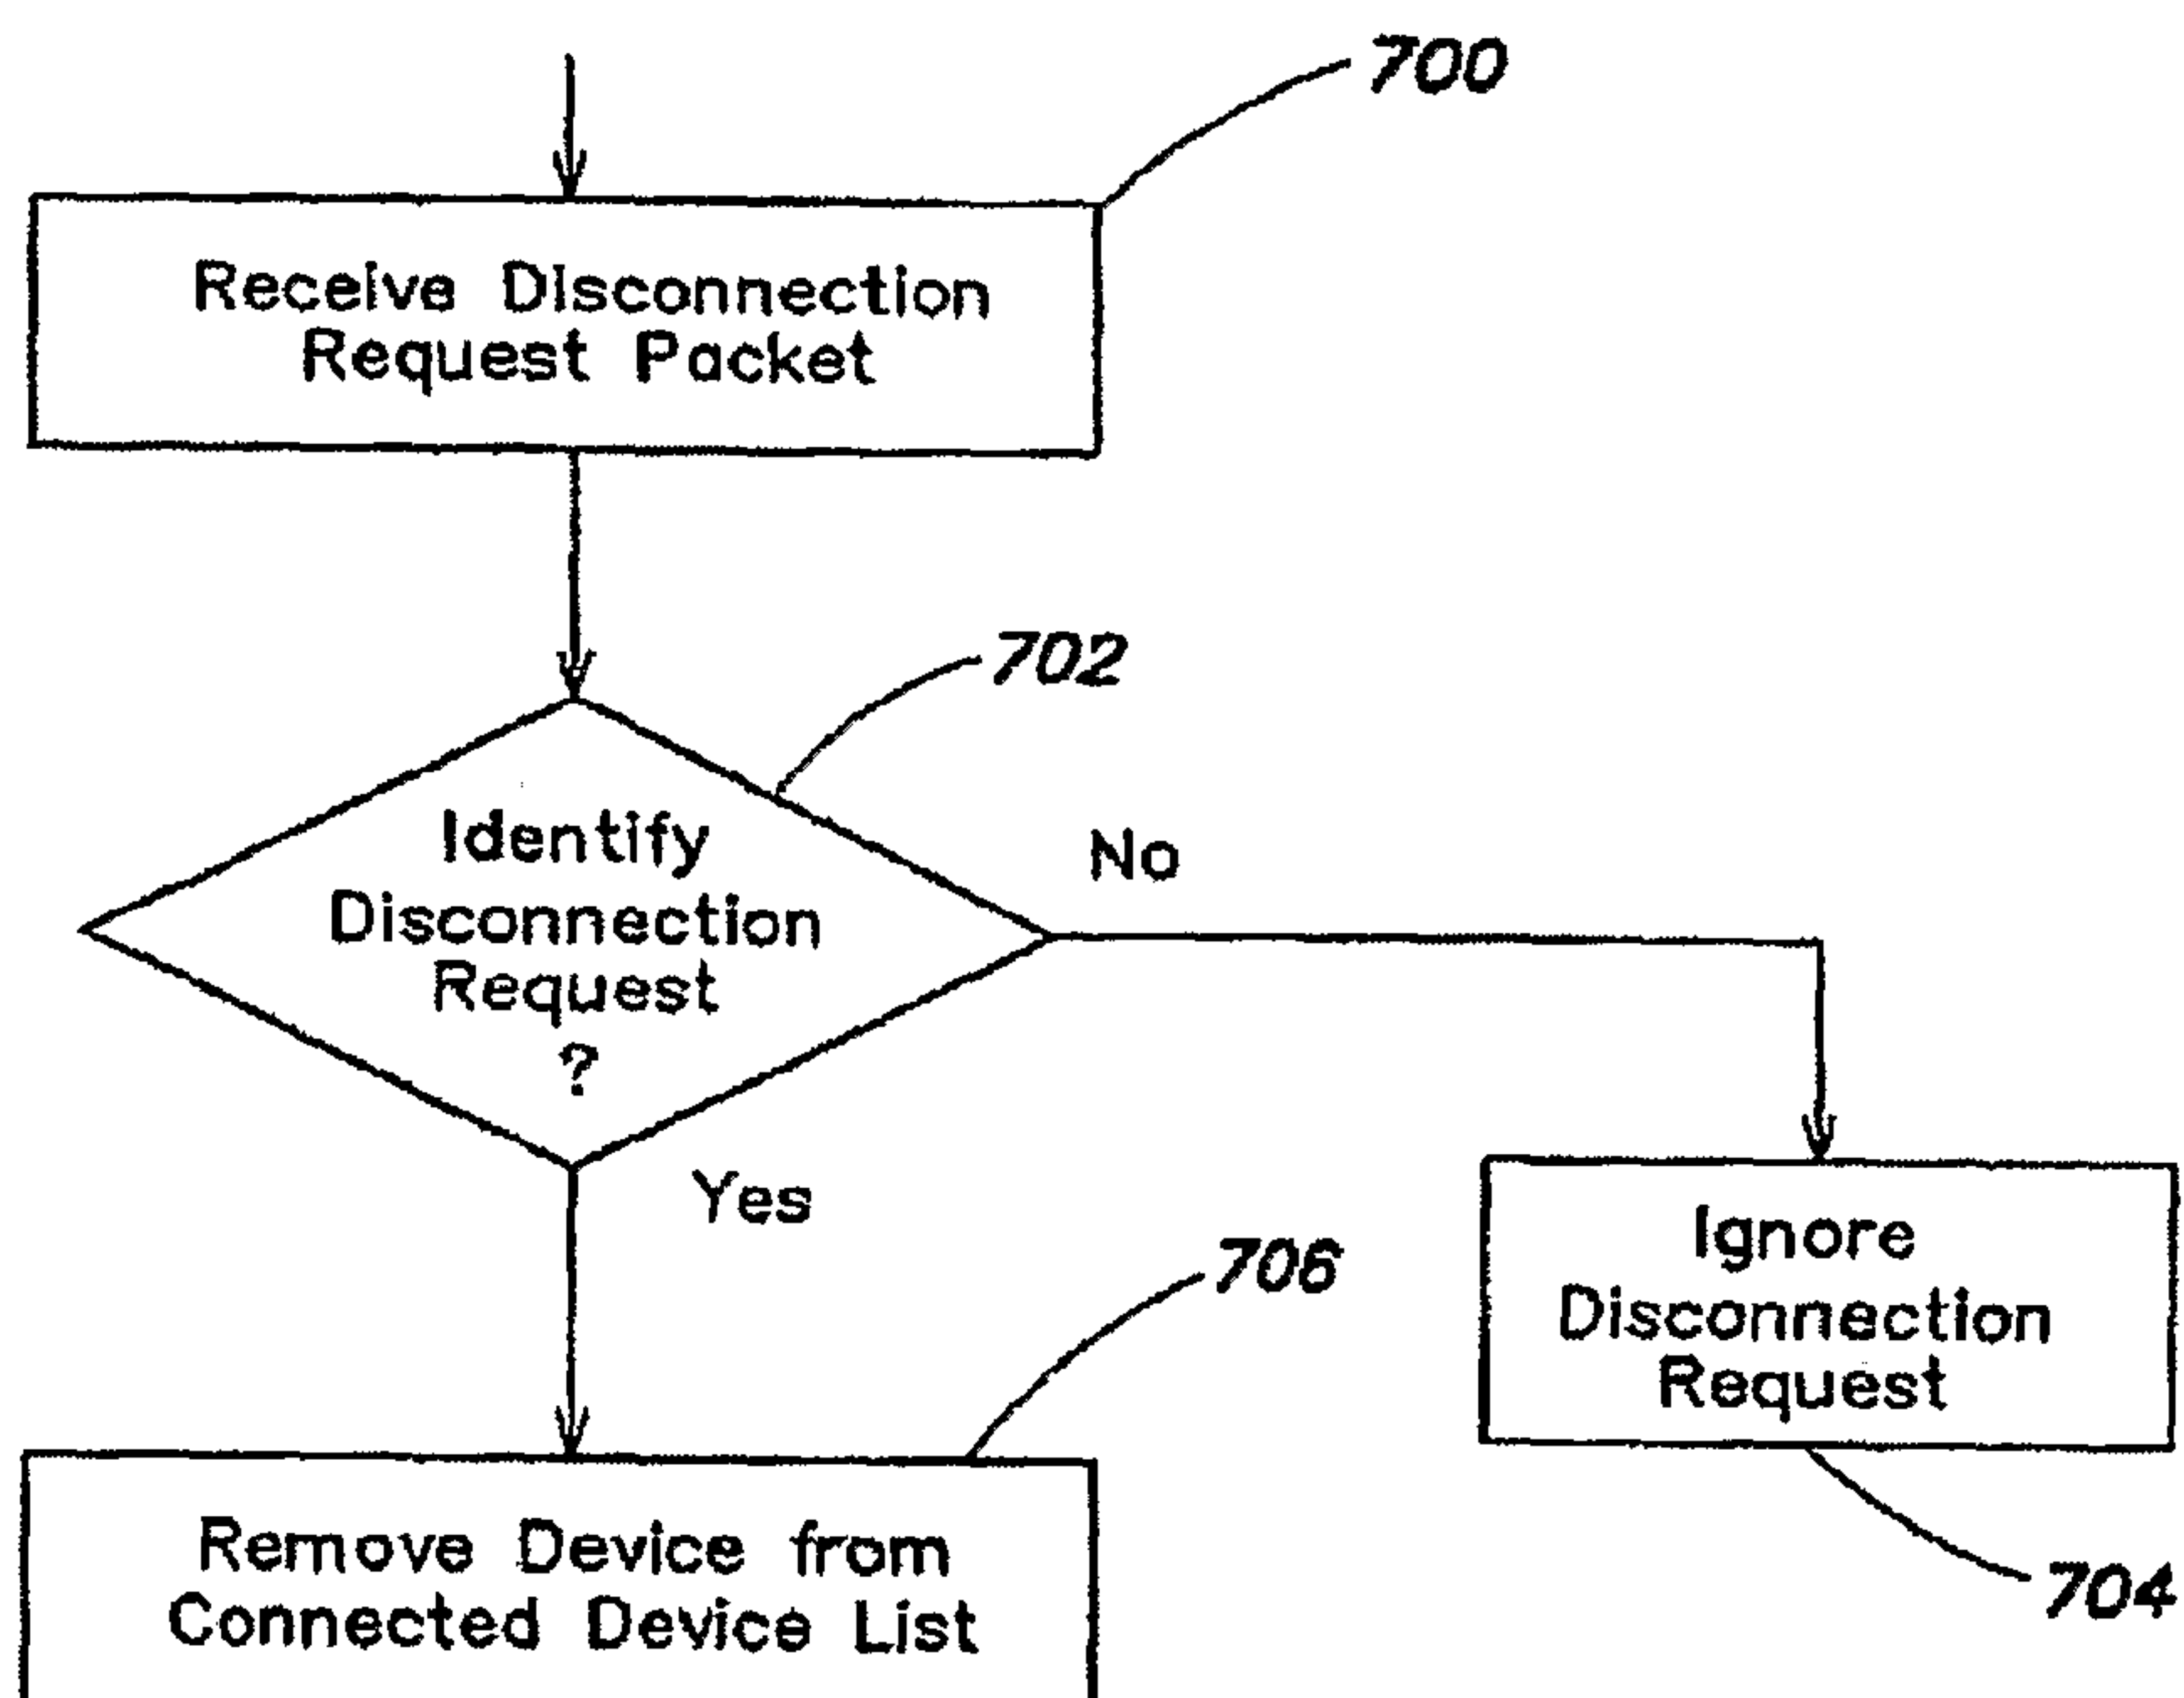 700
Receive Disconnection
Request Packet
702
Identify
Disconnection
Request
?
No
Yes
706
Ignore
Disconnection
Request
704
Remove Device from
Connected Device List